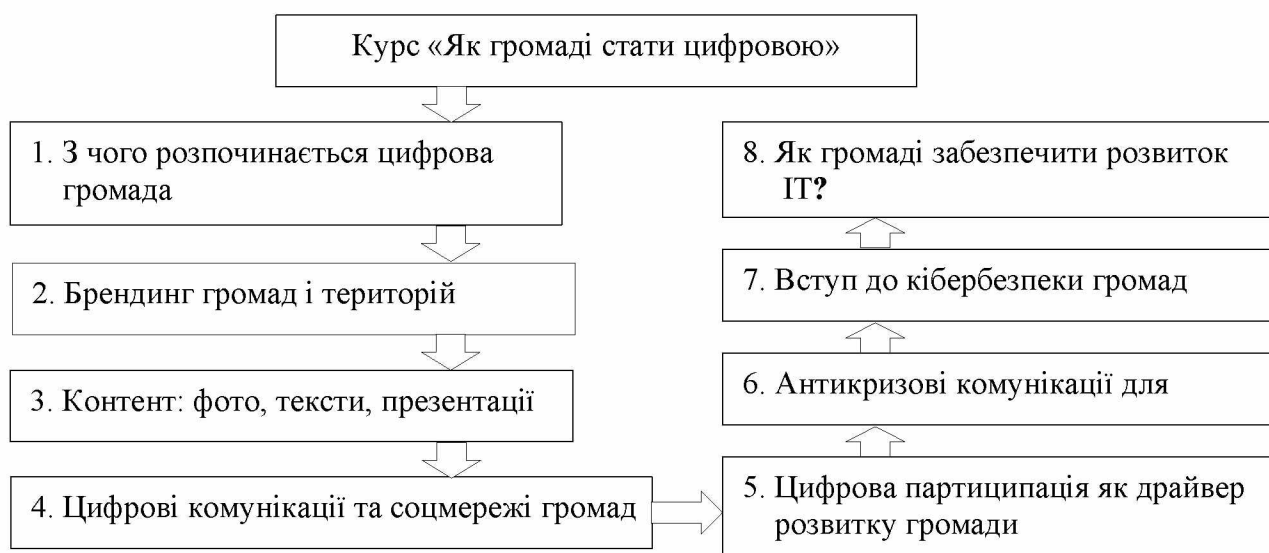 Курс «Як громаді стати цифровою»
1. З чого розпочинається цифрова
громада
2. Брендинг громад і територій
3. Контент: фото, тексти, презентації
4. Цифрові комунікації та соцмережі громад
5. Цифрова партиципація як драйвер
розвитку громади
6. Антикризові комунікації для
7. Вступ до кібербезпеки громад
8. Як громаді забезпечити розвиток
ІТ?